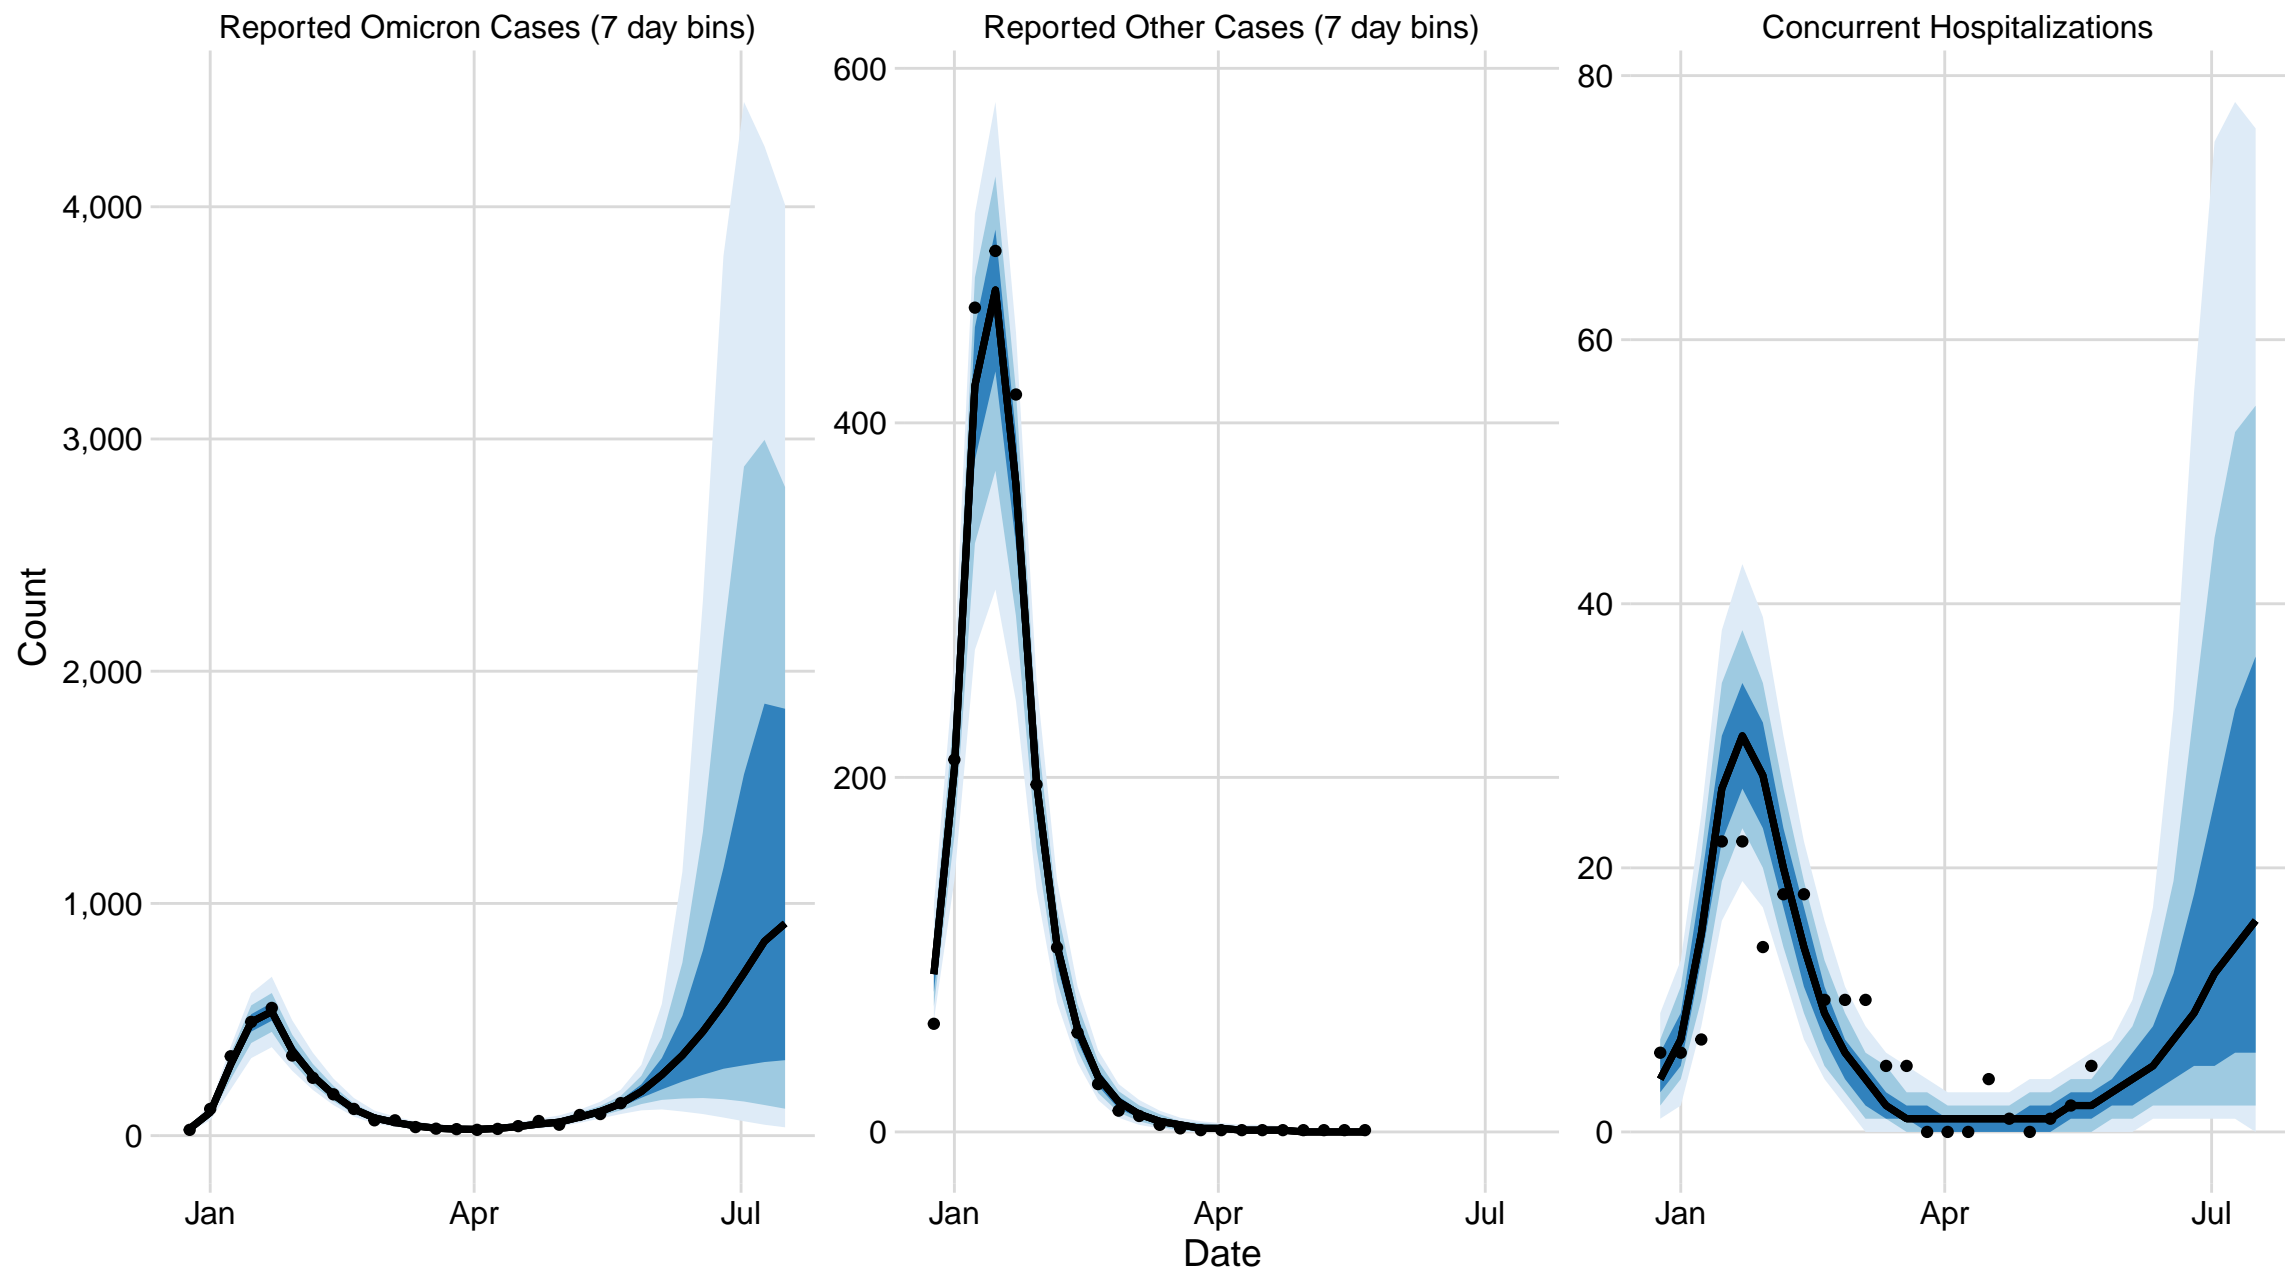 Reported Omicron Cases (7 day bins)
Reported Other Cases (7 day bins)
Concurrent Hospitalizations
Count
4,000
3,000
2,000
1,000
0
600
400
200
0
80
60
40
20
0
Jan
Apr
Jul
Jan
Apr
Jul
Jan
Apr
Jul
Date